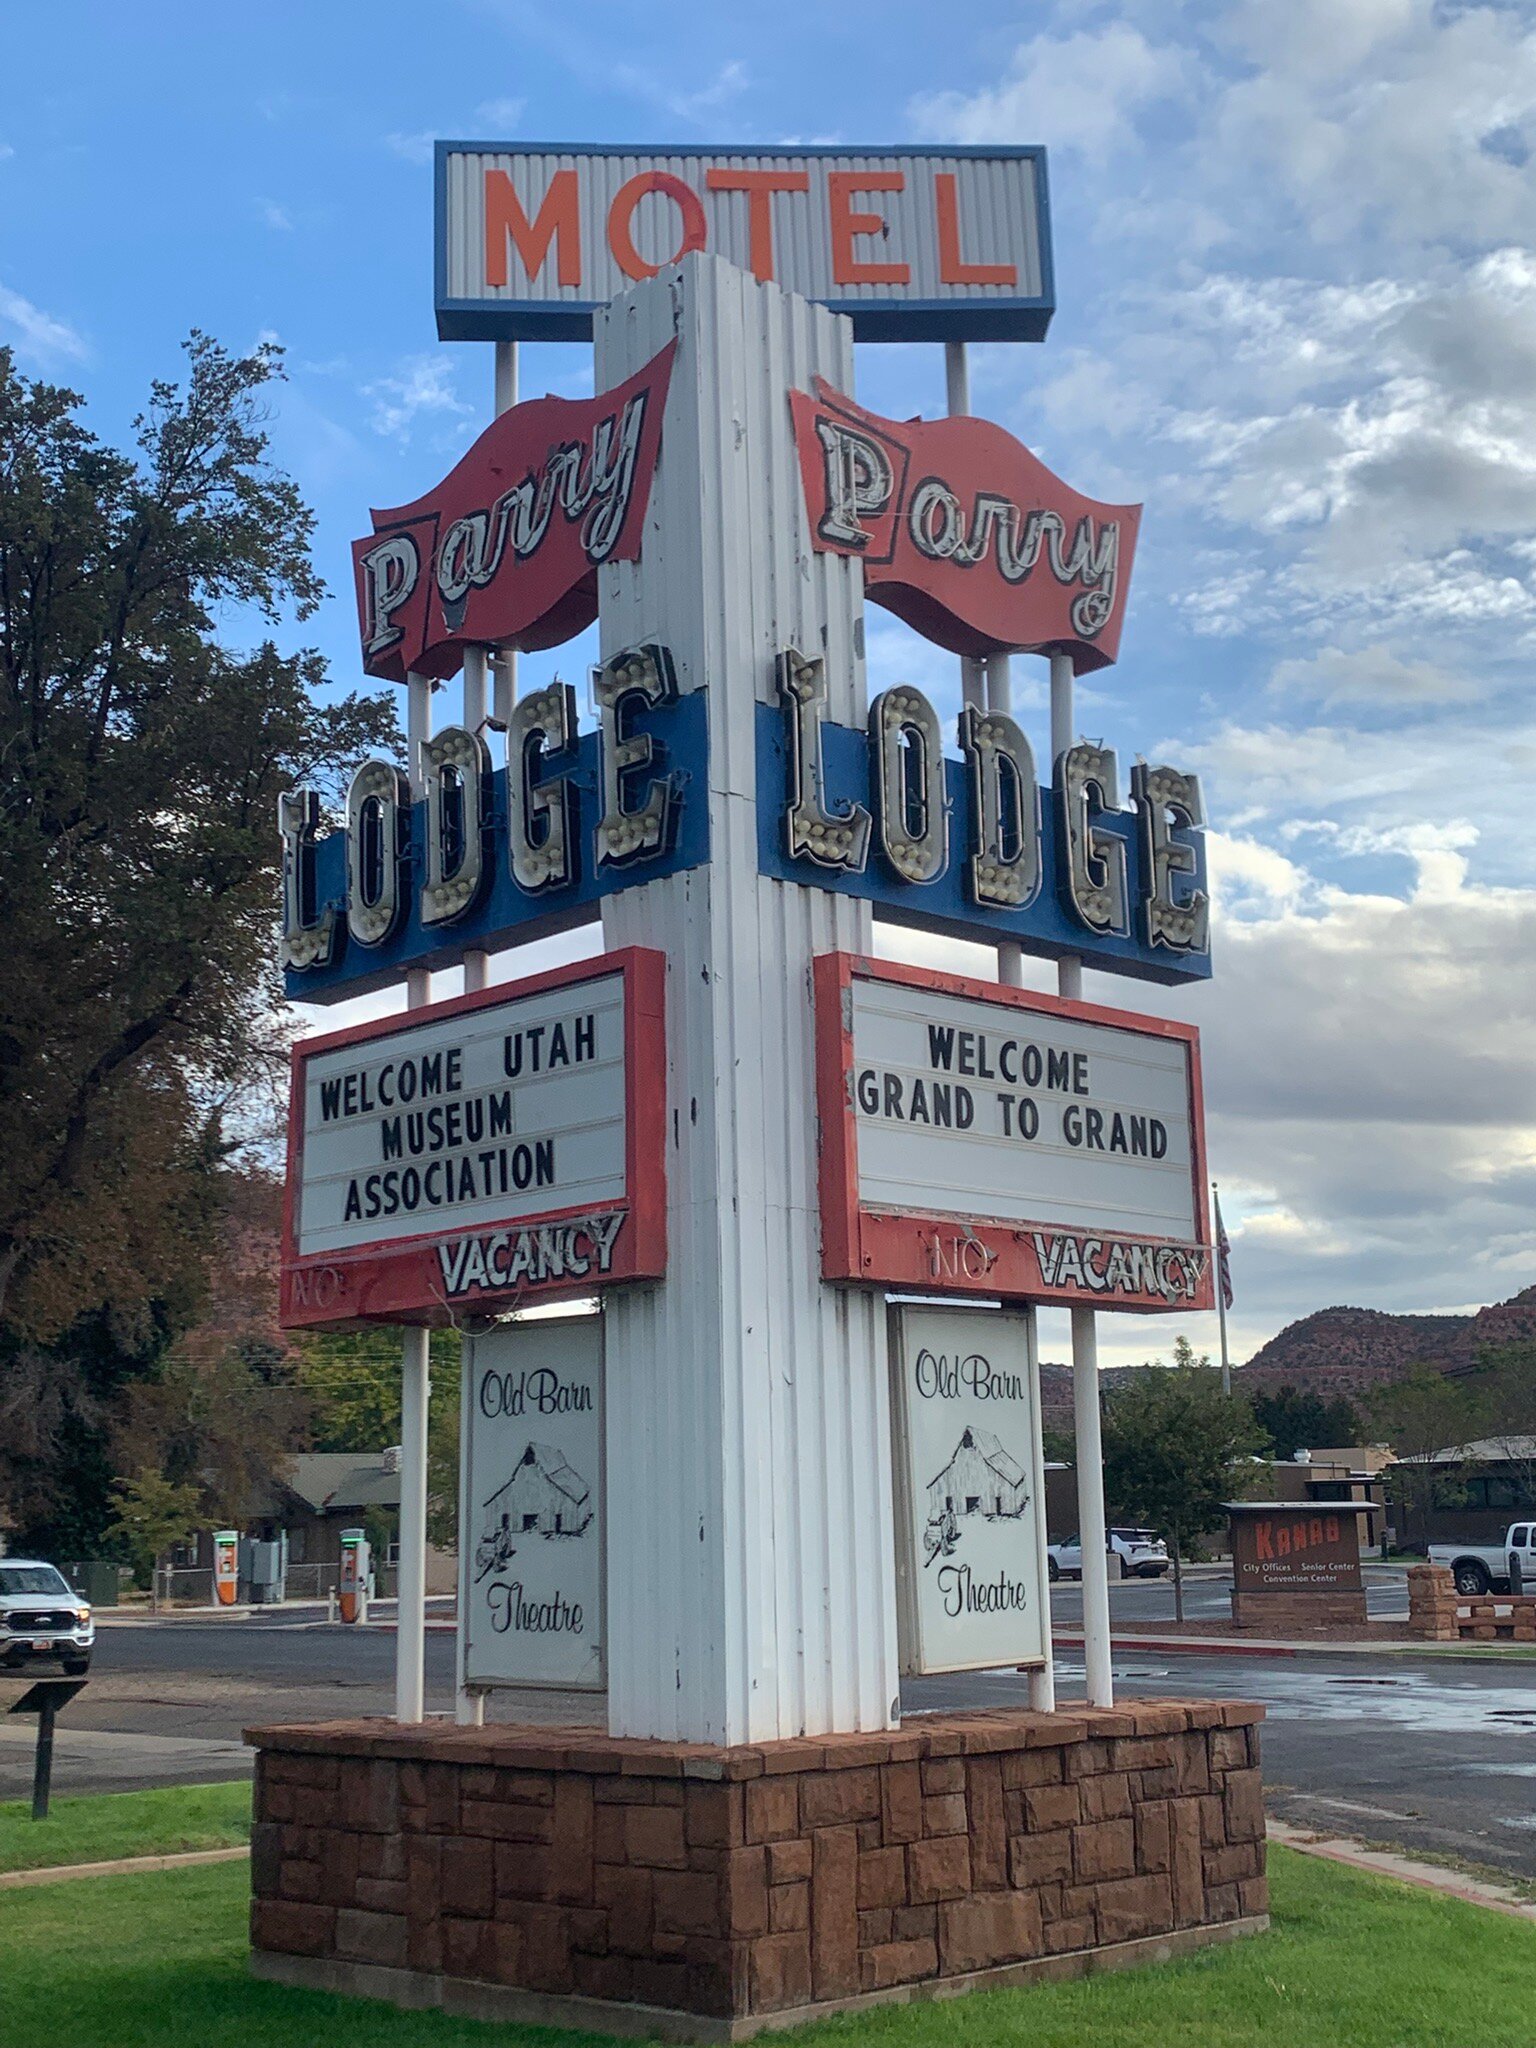 MOTEL
Parry
LODGE
WELCOME UTAH
MUSEUM
ASSOCIATION
NO VACANCY
Old Barn
Theatre
Parry
LODGE
WELCOME
GRAND TO GRAND
NO VACANCY
Old Barn
Theatre
KANAB
City Offices Senior Center
Convention Center